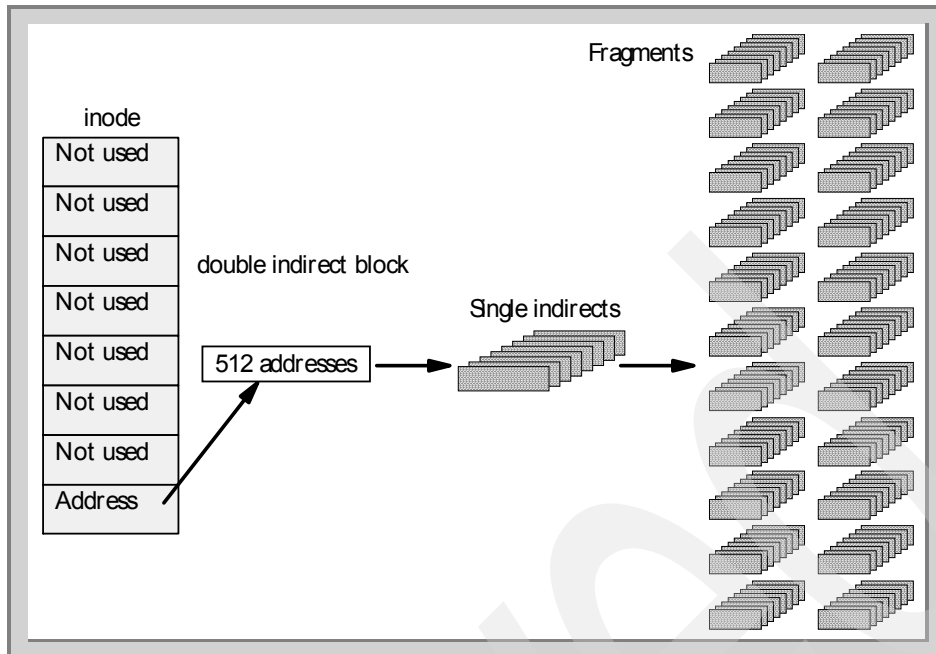 Fragments
inode
Not used
Not used
Not used
Not used
Not used
Not used
Not used
Address
double indirect block
512 addresses
Single indirects